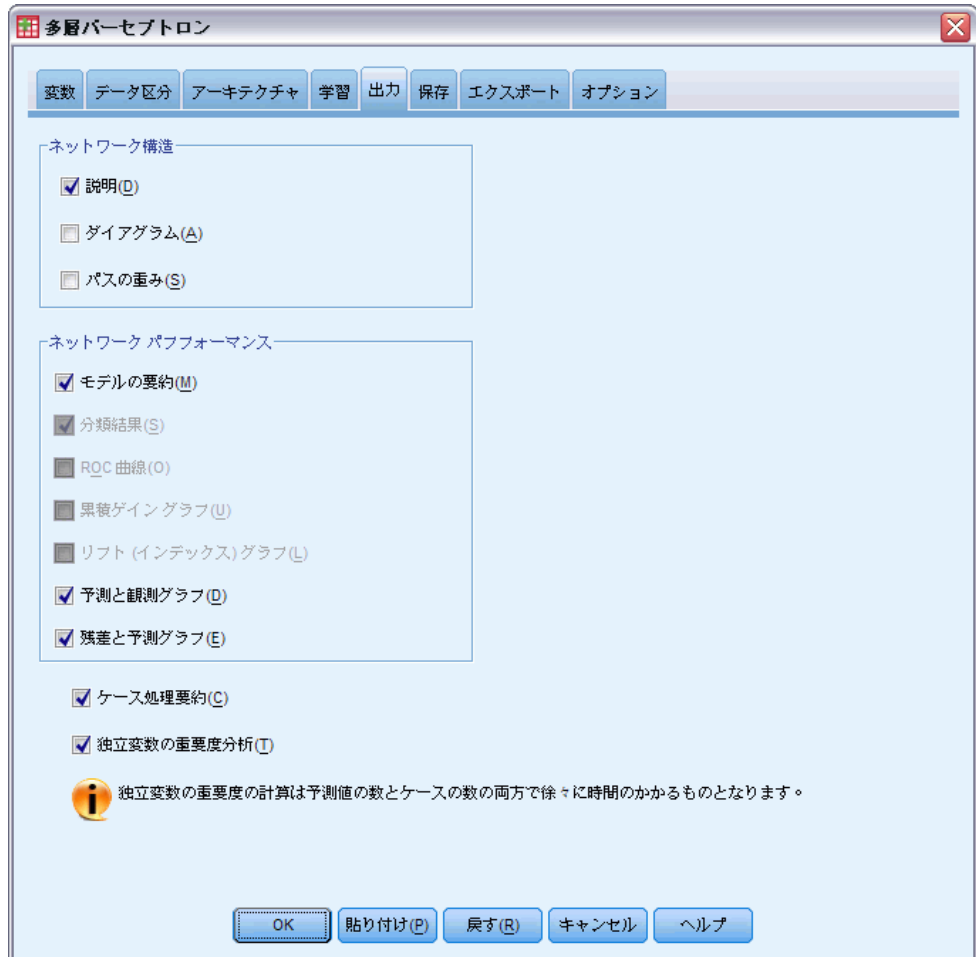 多層パーセプトロン
変数 データ区分 アーキテクチャ 学習 出力 保存 エクスポート オプション
ネットワーク構造
説明(D)
ダイアグラム(A)
パスの重み(S)
ネットワーク パフフォーマンス
モデルの要約(M)
分類結果(S)
ROC 曲線(O)
累積ゲイン グラフ(U)
リフト (インデックス) グラフ(L)
予測と観測グラフ(D)
残差と予測グラフ(E)
ケース処理要約(C)
独立変数の重要度分析(T)
独立変数の重要度の計算は予測値の数とケースの数の両方で徐々に時間のかかるものとなります。
OK 貼り付け(P) 戻す(R) キャンセル ヘルプ